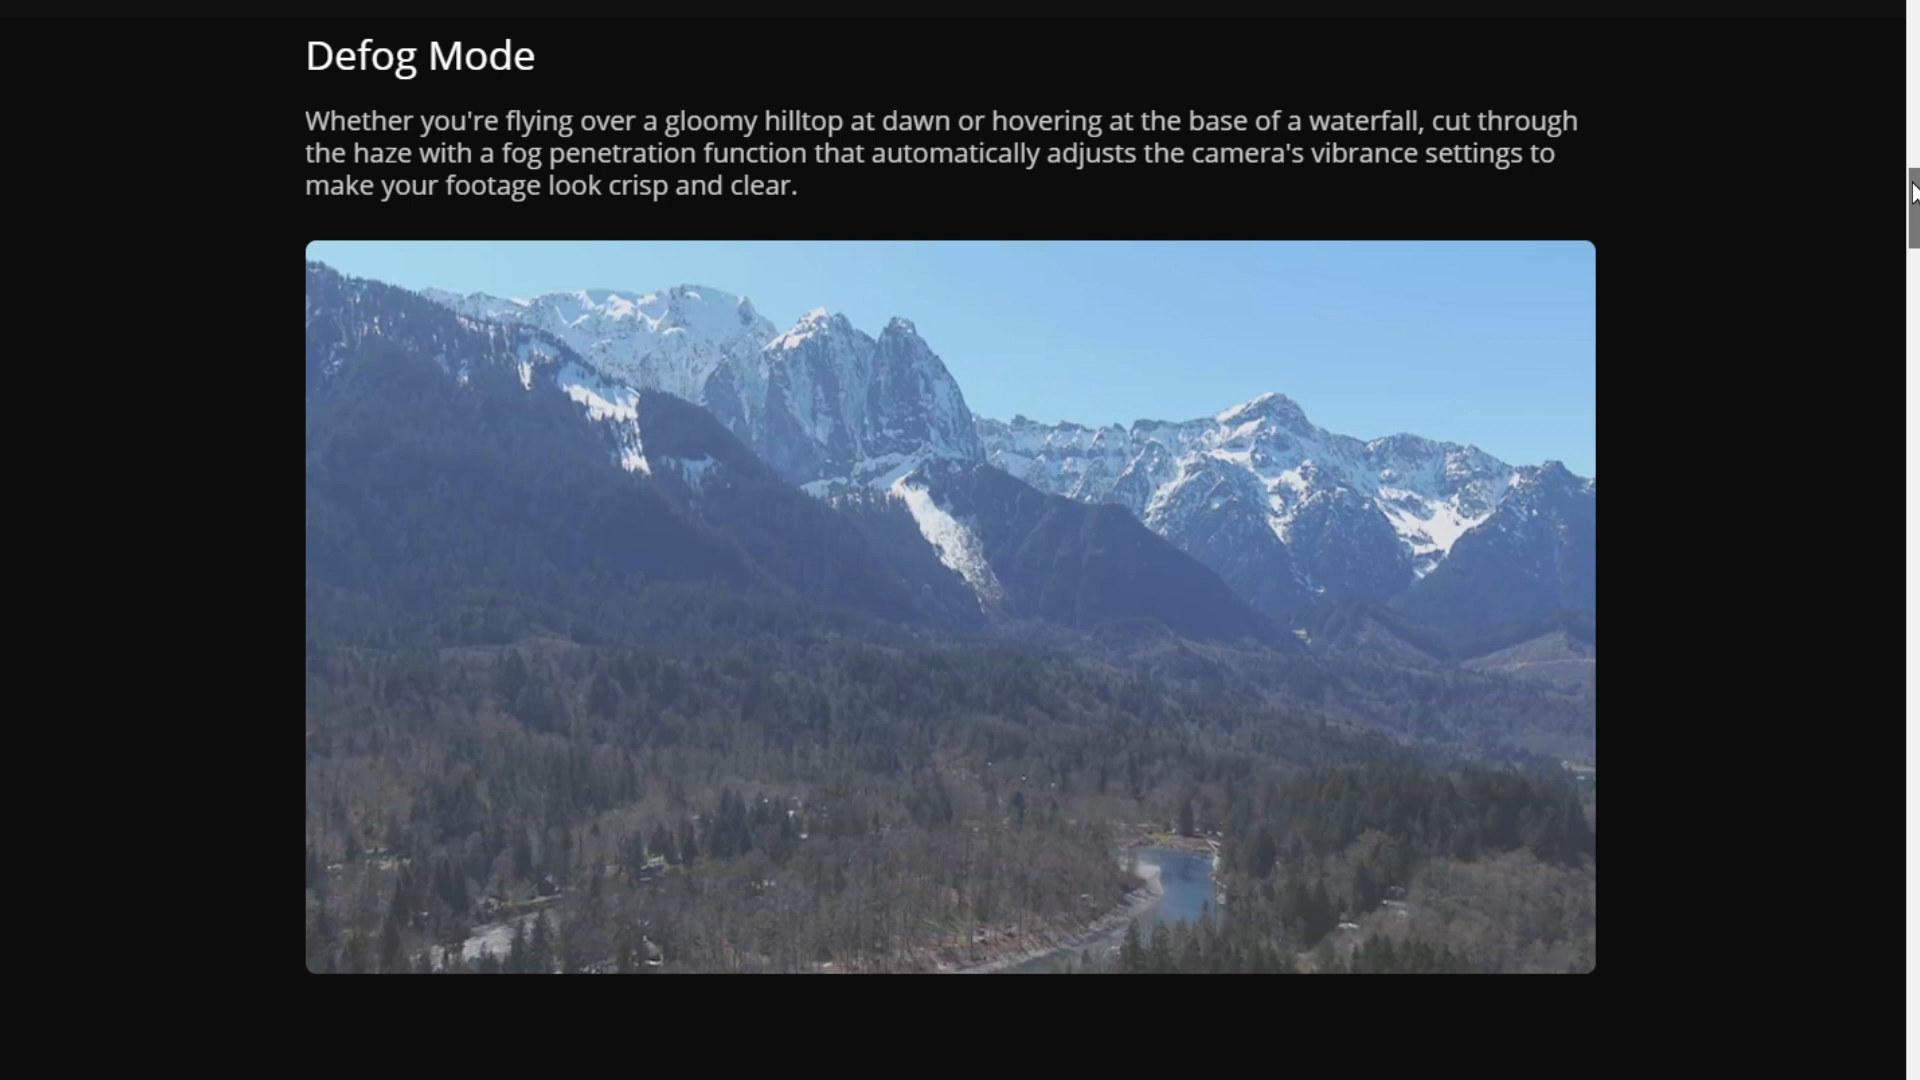 Defog Mode
Whether you're flying over a gloomy hilltop at dawn or hovering at the base of a waterfall, cut through
the haze with a fog penetration function that automatically adjusts the camera's vibrance settings to
make your footage look crisp and clear.